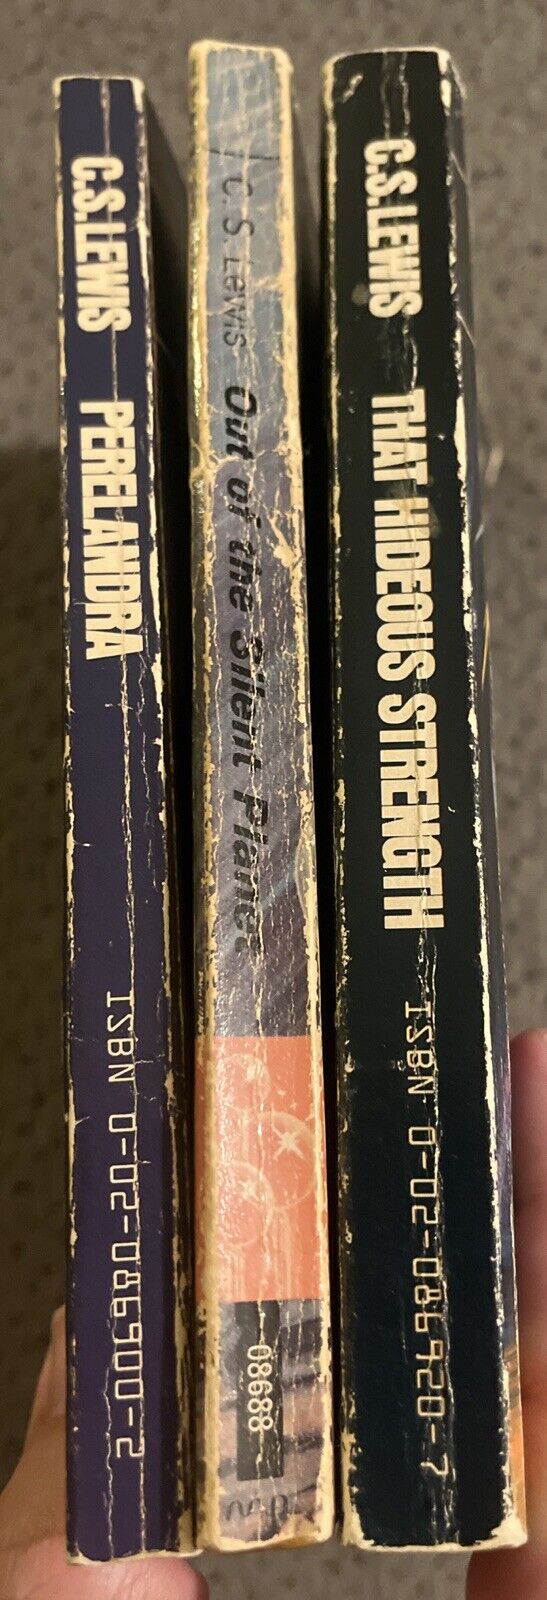 C.S. LEWIS PERELANDRA ISBN 0-02-086900-2
C. S. Lewis Out of the Silent Planet 08688
C.S. LEWIS THAT HIDEOUS STRENGTH ISBN 0-02-086920-7